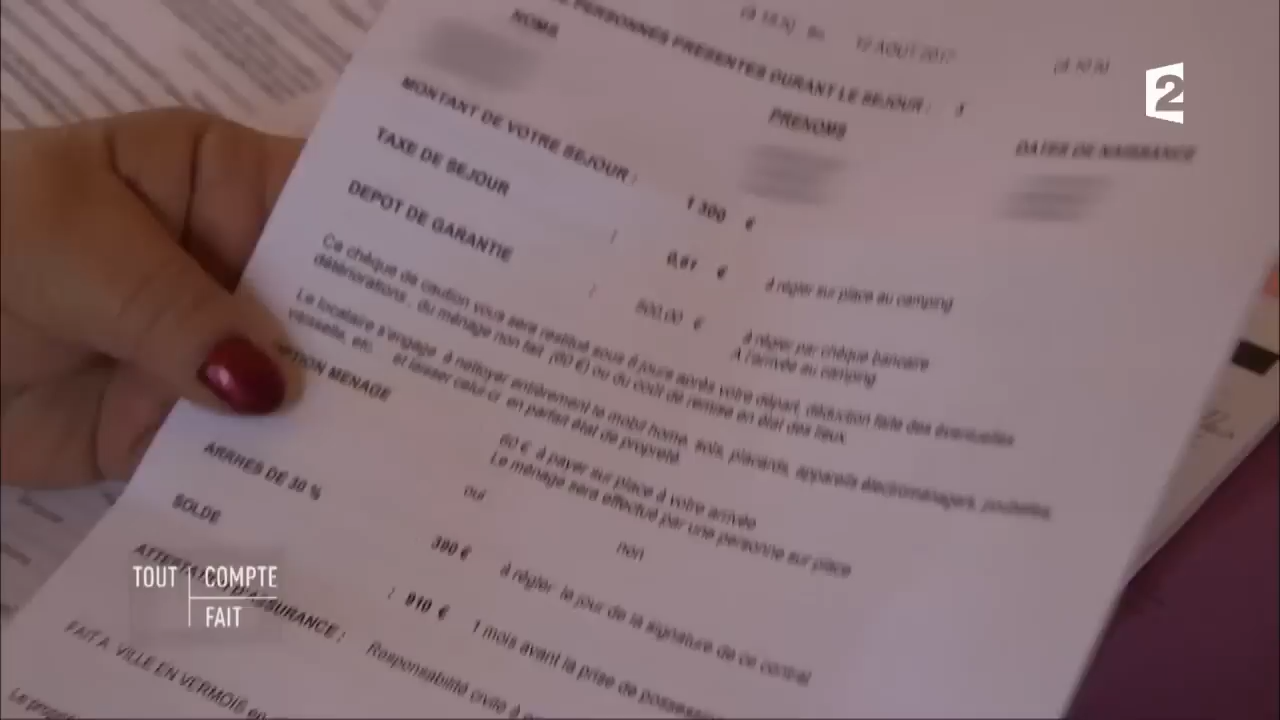 12 AOUT 2017
PERSONNES PRESENTES DURANT LE SEJOUR :
NOMS PRENOMS DATES DE NAISSANCE
2
MONTANT DE VOTRE SEJOUR : 1 300 €
TAXE DE SEJOUR : 0,61 € à régler sur place au camping
DEPOT DE GARANTIE : 500,00 € à régler par chèque bancaire
A l'arrivée au camping
Ce chèque de caution vous sera restitué sous 8 jours après votre départ, déduction faite des éventuelles
détériorations, du ménage non fait (60 €) ou du coût de remise en état des lieux.
Le locataire s'engage à nettoyer entièrement le mobil home, sols, placards, appareils électroménagers, poubelles,
vaisselle, etc et laisser celui-ci en parfait état de propreté.
OPTION MENAGE 60 € à payer sur place à votre arrivée
Le ménage sera effectué par une personne sur place
oui non
ARRHES DE 30 % 390 € à régler le jour de la signature de ce contrat
SOLDE : 910 € 1 mois avant la prise de possession
ATTESTATION D'ASSURANCE : Responsabilité civile à
FAIT A VILLE EN VERMOIS
TOUT COMPTE
FAIT